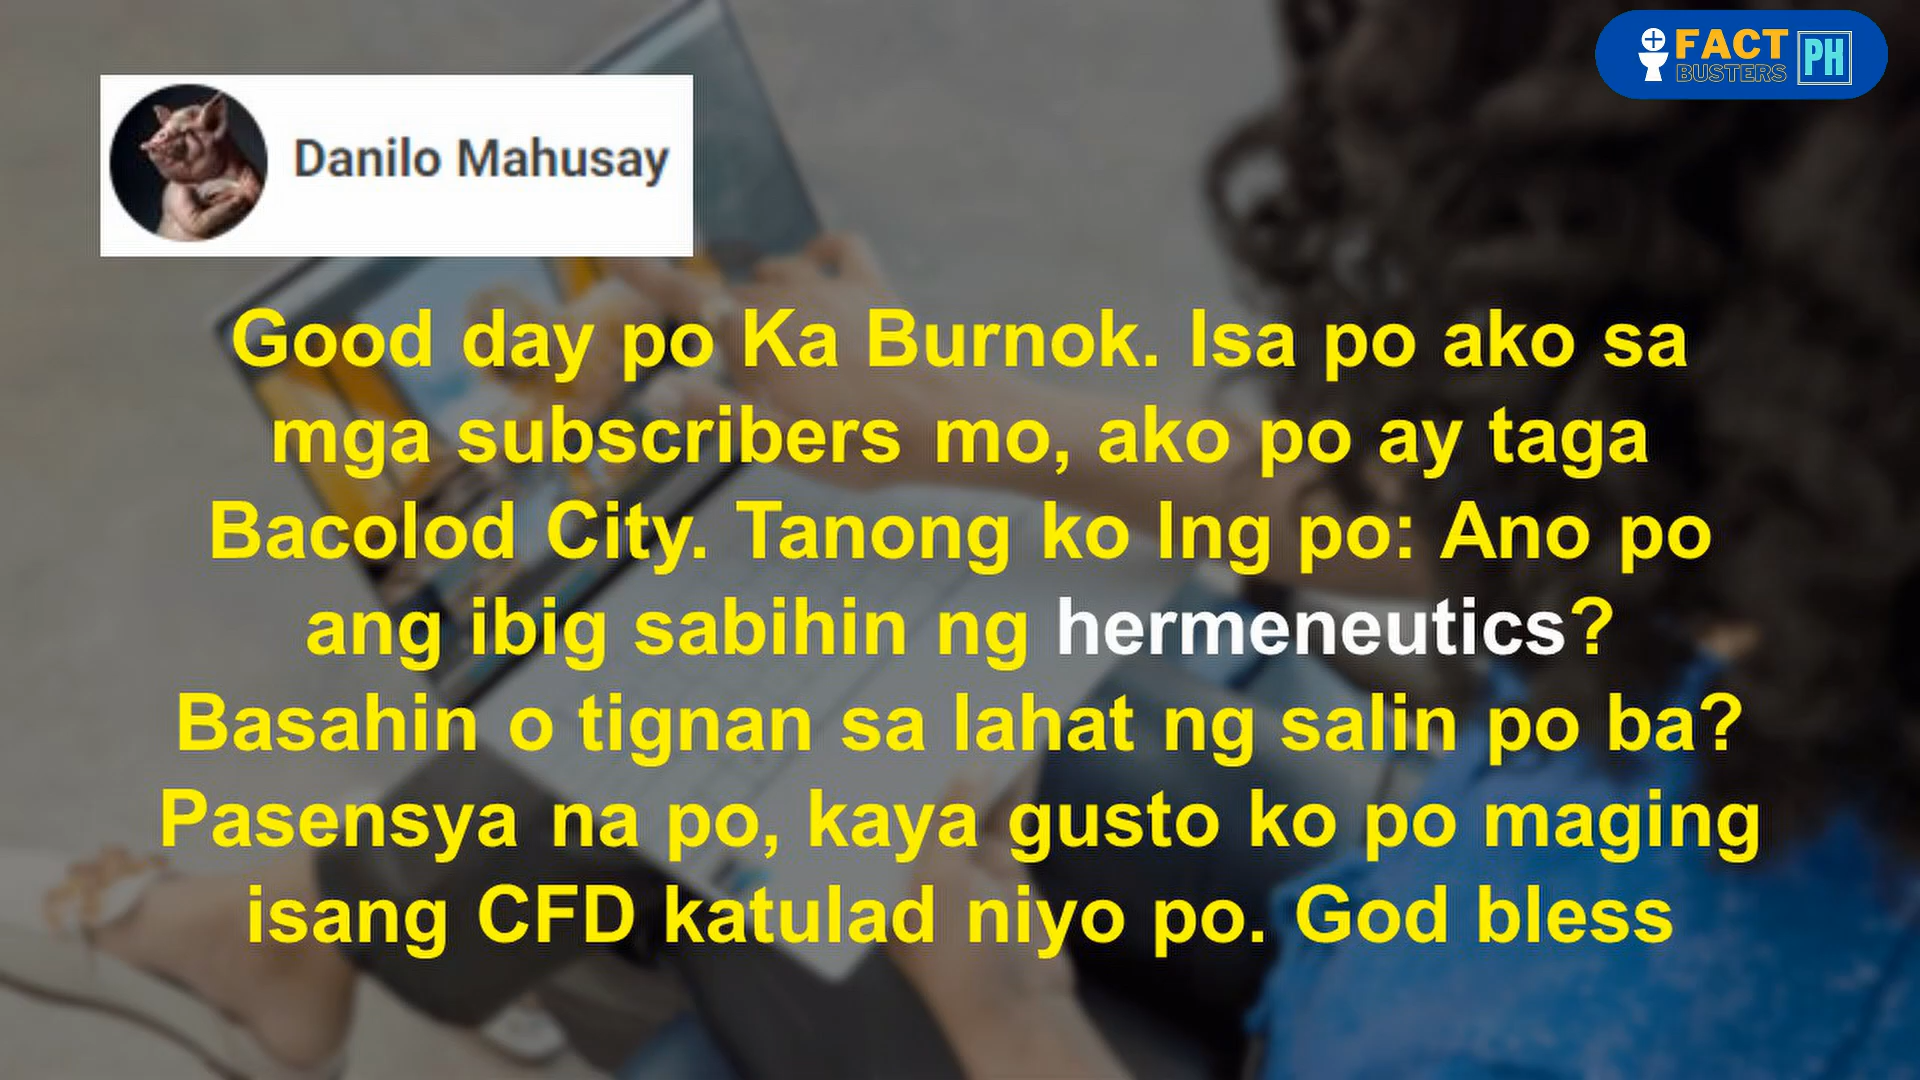 FACT
BUSTERS
PH
Danilo Mahusay
Good day po Ka Burnok. Isa po ako sa
mga subscribers mo, ako po ay taga
Bacolod City. Tanong ko lng po: Ano po
ang ibig sabihin ng hermeneutics?
Basahin o tignan sa lahat ng salin po ba?
Pasensya na po, kaya gusto ko po maging
isang CFD katulad niyo po. God bless